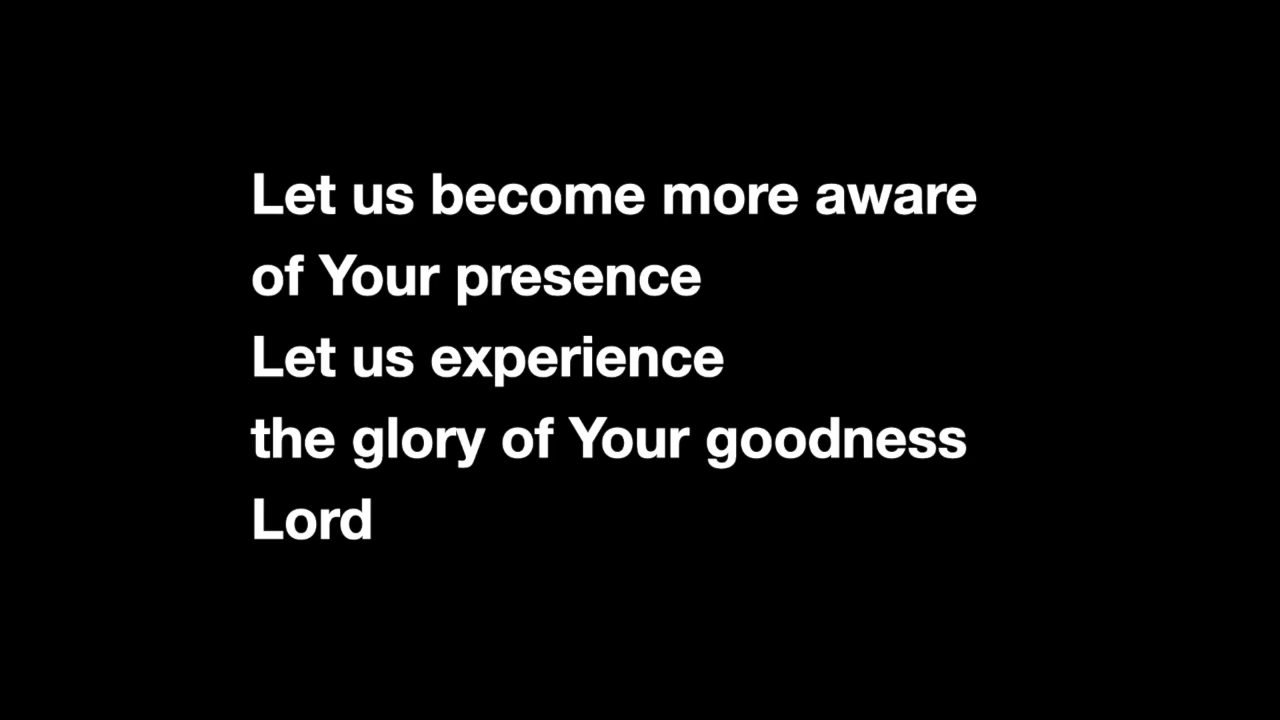 Let us become more aware
of Your presence
Let us experience
the glory of Your goodness
Lord